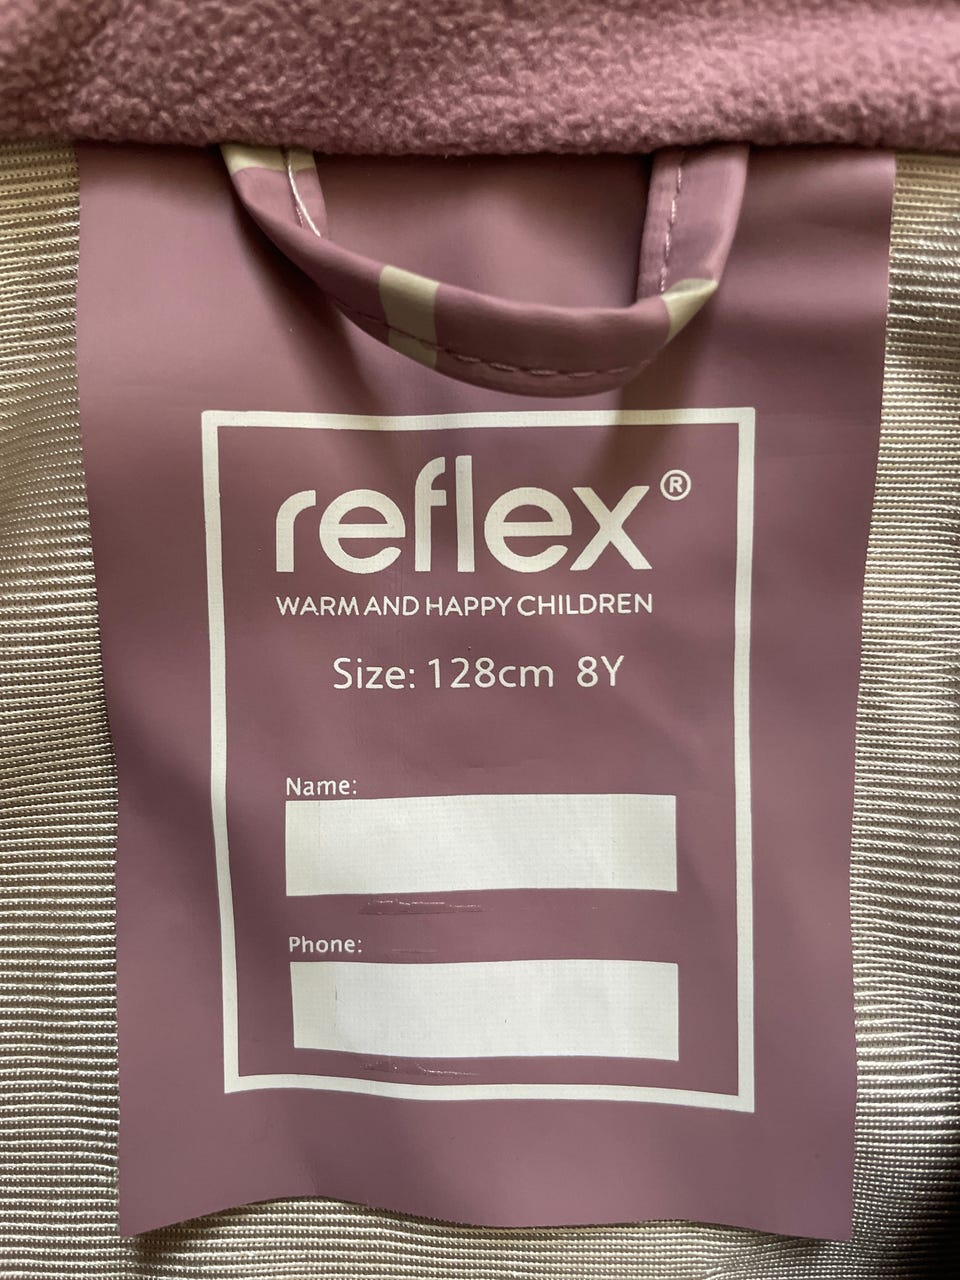 reflex®
WARM AND HAPPY CHILDREN
Size: 128cm 8Y
Name:
Phone: